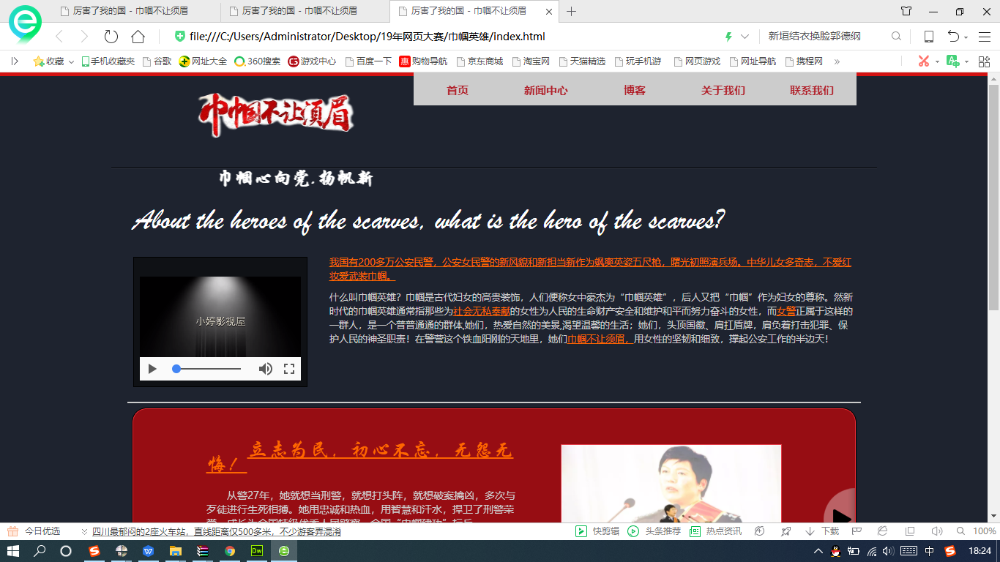 厉害了我的国 - 巾帼不让须眉
厉害了我的国 - 巾帼不让须眉
厉害了我的国 - 巾帼不让须眉
file:///C:/Users/Administrator/Desktop/19年网页大赛/巾帼英雄/index.html
新垣结衣换脸郭德纲
收藏 手机收藏夹 谷歌 网址大全 360搜索 游戏中心 百度一下 购物导航 京东商城 淘宝网 天猫精选 玩手机游 网页游戏 网址导航 携程网 »
首页 新闻中心 博客 关于我们 联系我们
巾帼不让须眉
巾帼心向党.扬帆新
About the heroes of the scarves, what is the hero of the scarves?
我国有200多万公安民警，公安女民警的新风貌和新担当新作为飒爽英姿五尺枪，曙光初照演兵场。中华儿女多奇志，不爱红
妆爱武装巾帼。
小婷影视屋
什么叫巾帼英雄？巾帼是古代妇女的高贵装饰，人们便称女中豪杰为“巾帼英雄”，后人又把“巾帼”作为妇女的尊称。然新
时代的巾帼英雄通常指那些为社会无私奉献的女性为人民的生命财产安全和维护和平而努力奋斗的女性，而女警正属于这样的
一群人，是一个普普通通的群体,她们，热爱自然的美景,渴望温馨的生活；她们，头顶国徽、肩扛盾牌，肩负着打击犯罪、保
护人民的神圣职责！在警营这个铁血阳刚的天地里，她们巾帼不让须眉，用女性的坚韧和细致，撑起公安工作的半边天！
立志为民，初心不忘，无怨无
悔！
从警27年，她就想当刑警，就想打头阵，就想破案擒凶，多次与
歹徒进行生死相搏。她用忠诚和热血，用智慧和汗水，捍卫了刑警荣
誉，成长为全国特级优秀人民警察、全国“巾帼建功”标兵
今日优选 四川最郁闷的2座火车站，直线距离仅500多米，不少游客弄混淆 快剪辑 头条推荐 热点资讯 下载 100%
Dw 中 18:24